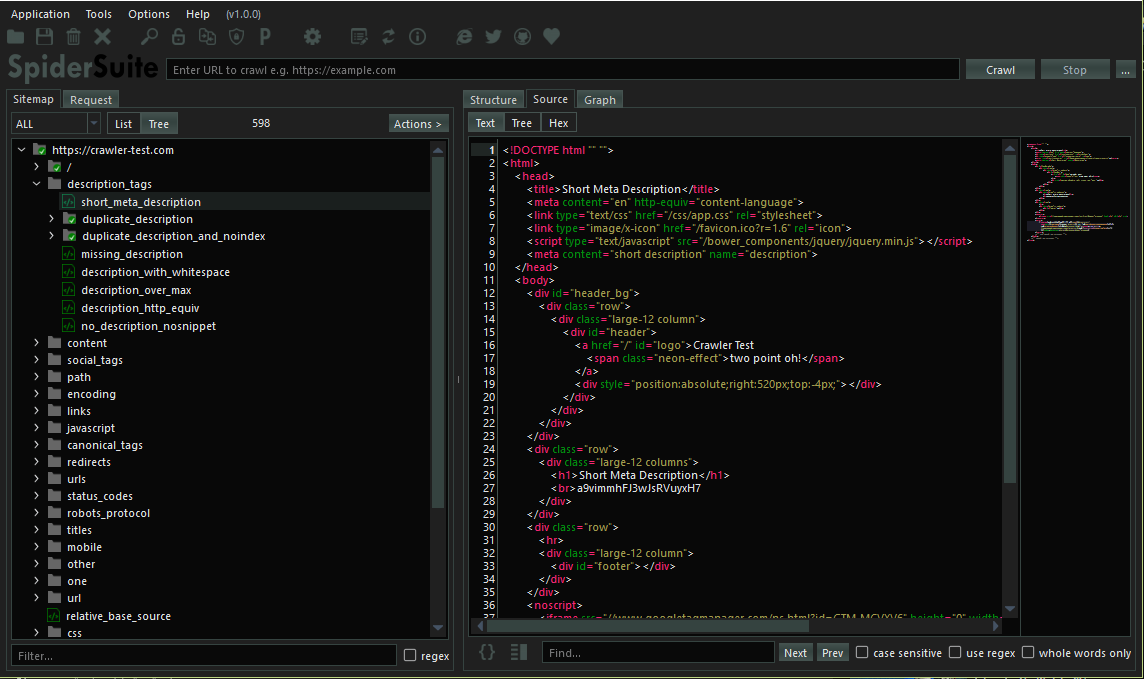 Application Tools Options Help (v1.0.0)
SpiderSuite Enter URL to crawl e.g. https://example.com Crawl Stop ...
Sitemap Request
ALL List Tree 598 Actions >
https://crawler-test.com
/
description_tags
short_meta_description
duplicate_description
duplicate_description_and_noindex
missing_description
description_with_whitespace
description_over_max
description_http_equiv
no_description_nosnippet
content
social_tags
path
encoding
links
javascript
canonical_tags
redirects
urls
status_codes
robots_protocol
titles
mobile
other
one
url
relative_base_source
css
Filter... regex
Structure Source Graph
Text Tree Hex
1 <!DOCTYPE html "" "">
2 <html>
3 <head>
4 <title>Short Meta Description</title>
5 <meta content="en" http-equiv="content-language">
6 <link type="text/css" href="/css/app.css" rel="stylesheet">
7 <link type="image/x-icon" href="/favicon.ico?r=1.6" rel="icon">
8 <script type="text/javascript" src="/bower_components/jquery/jquery.min.js"></script>
9 <meta content="short description" name="description">
10 </head>
11 <body>
12 <div id="header_bg">
13 <div class="row">
14 <div class="large-12 column">
15 <div id="header">
16 <a href="/" id="logo">Crawler Test
17 <span class="neon-effect">two point oh!</span>
18 </a>
19 <div style="position:absolute;right:520px;top:-4px;"></div>
20 </div>
21 </div>
22 </div>
23 </div>
24 <div class="row">
25 <div class="large-12 columns">
26 <h1>Short Meta Description</h1>
27 <br>a9vimmhFJ3wJsRVuyxH7
28 </div>
29 </div>
30 <div class="row">
31 <hr>
32 <div class="large-12 column">
33 <div id="footer"></div>
34 </div>
35 </div>
36 <noscript>
{} Find... Next Prev case sensitive use regex whole words only